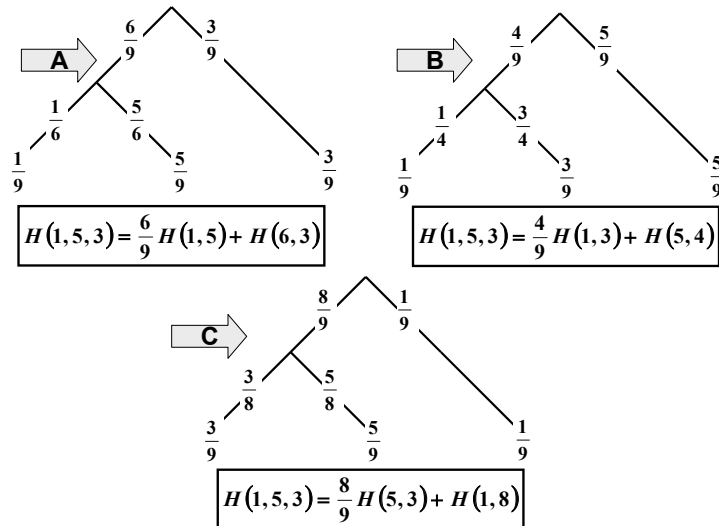 6/9 3/9
A
1/6 5/6
1/9 5/9 3/9
H(1,5,3) = 6/9 H(1,5) + H(6,3)
4/9 5/9
B
1/4 3/4
1/9 3/9 5/9
H(1,5,3) = 4/9 H(1,3) + H(5,4)
8/9 1/9
C
3/8 5/8
3/9 5/9 1/9
H(1,5,3) = 8/9 H(5,3) + H(1,8)